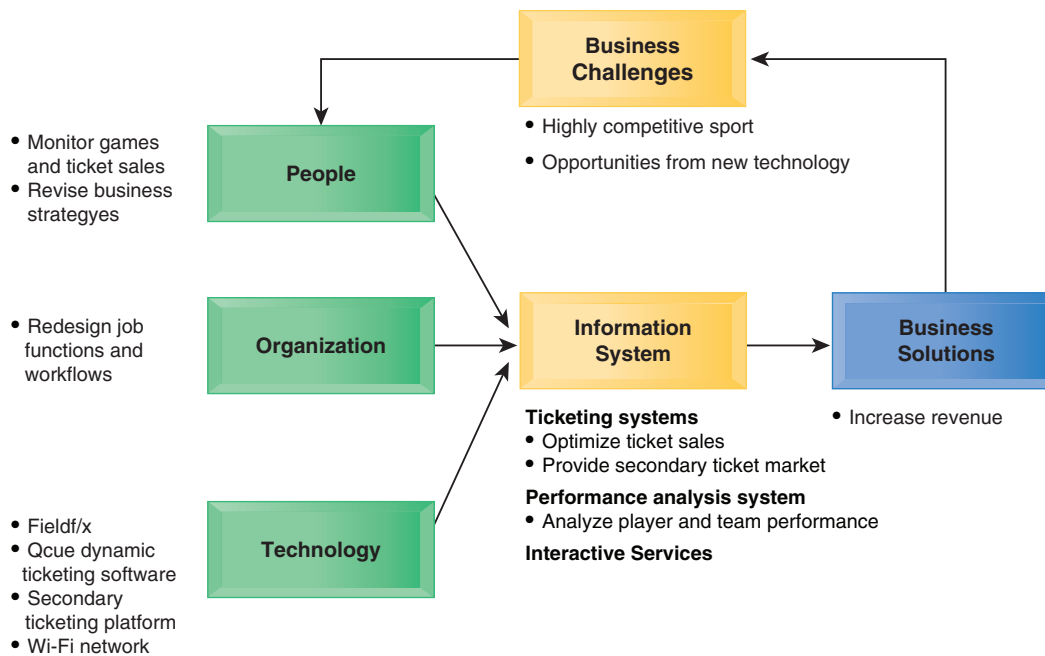 Business
Challenges
• Highly competitive sport
• Opportunities from new technology
• Monitor games
and ticket sales
• Revise business
strategyes
People
• Redesign job
functions and
workflows
Organization
Information
System
Business
Solutions
Ticketing systems
• Optimize ticket sales
• Provide secondary ticket market
Performance analysis system
• Analyze player and team performance
Interactive Services
• Increase revenue
• Fieldf/x
• Qcue dynamic
ticketing software
• Secondary
ticketing platform
• Wi-Fi network
Technology